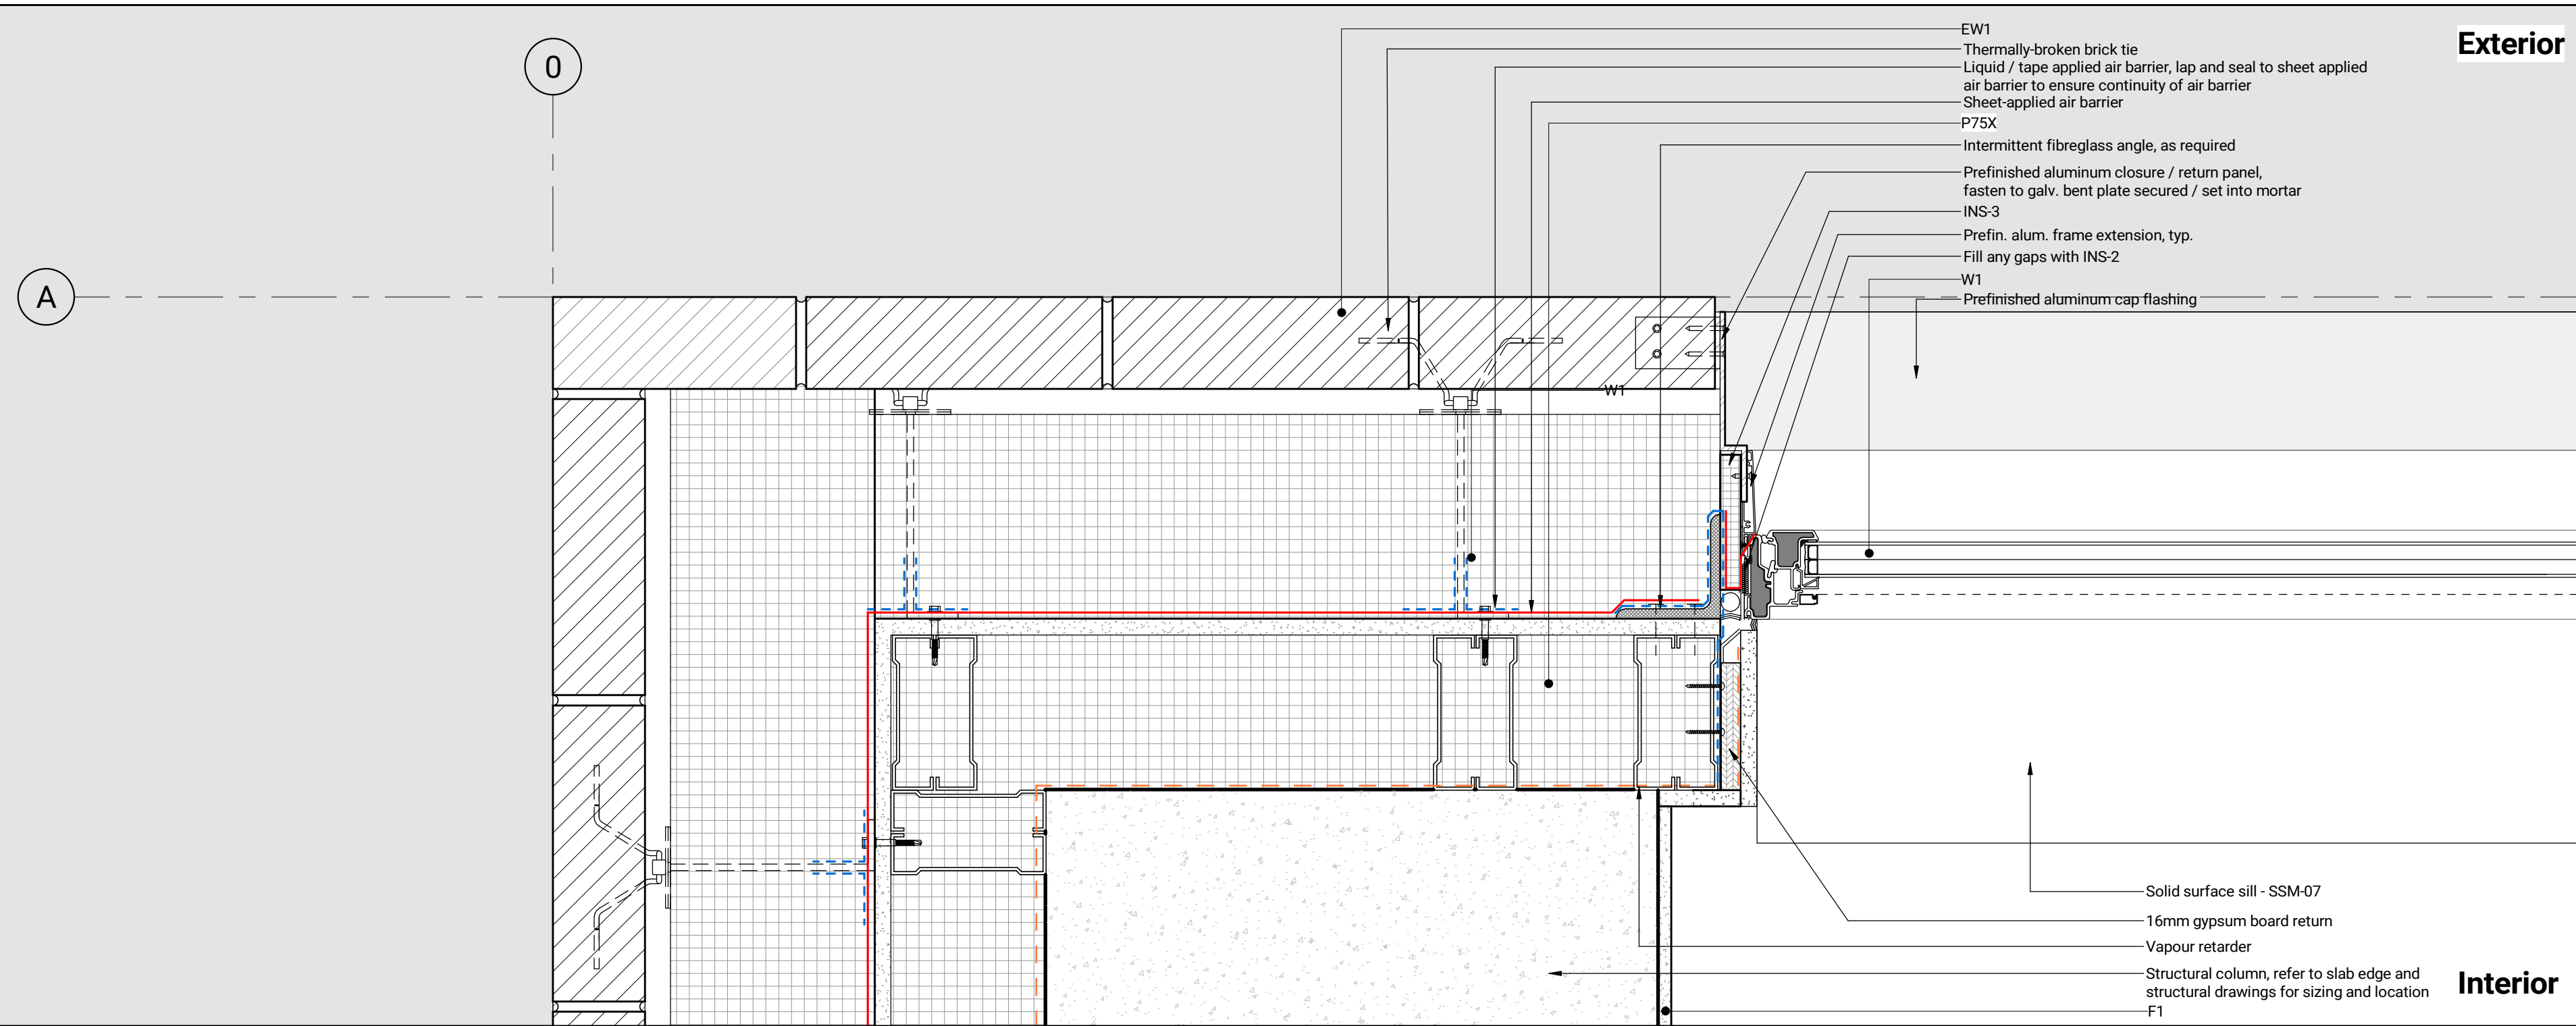 EW1
Exterior
Thermally-broken brick tie
0
Liquid / tape applied air barrier, lap and seal to sheet applied
air barrier to ensure continuity of air barrier
Sheet-applied air barrier
P75X
Intermittent fibreglass angle, as required
Prefinished aluminum closure / return panel,
fasten to galv. bent plate secured / set into mortar
INS-3
Prefin. alum. frame extension, typ.
Fill any gaps with INS-2
W1
A
Prefinished aluminum cap flashing
W1
Solid surface sill - SSM-07
16mm gypsum board return
Vapour retarder
Structural column, refer to slab edge and
structural drawings for sizing and location
Interior
F1